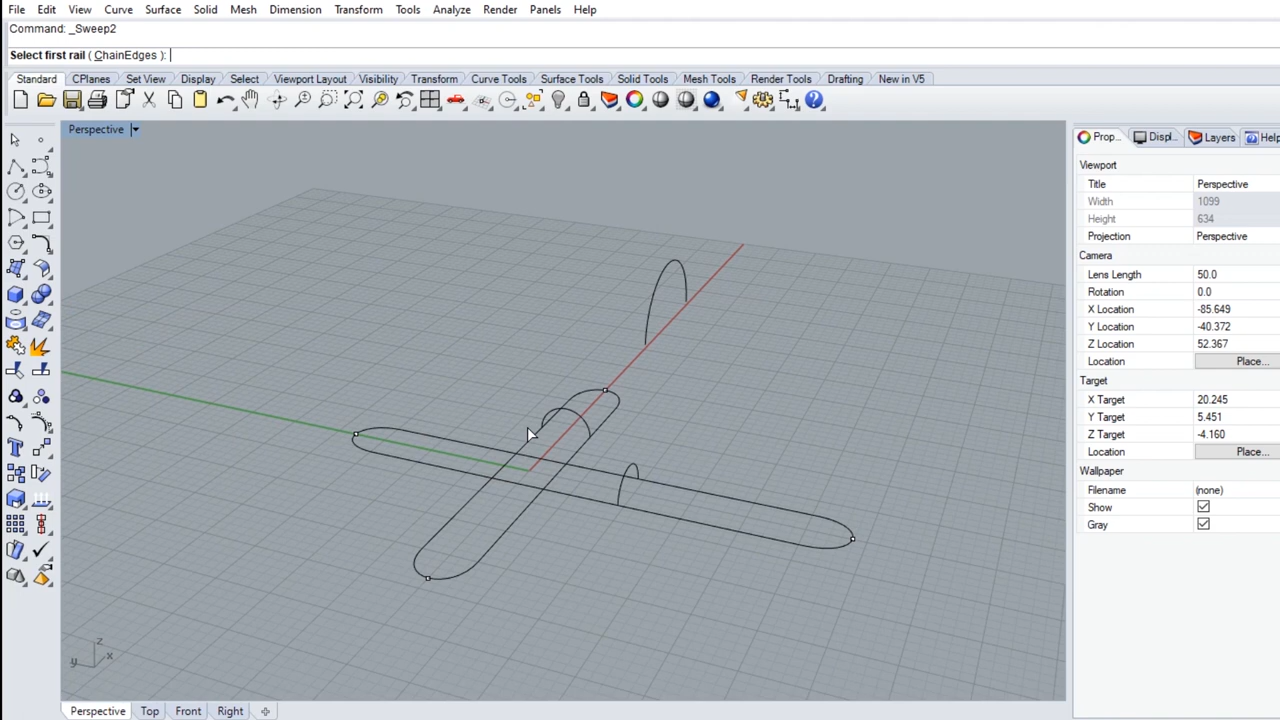 File Edit View Curve Surface Solid Mesh Dimension Transform Tools Analyze Render Panels Help
Command: _Sweep2
Select first rail ( ChainEdges ):
Standard CPlanes Set View Display Select Viewport Layout Visibility Transform Curve Tools Surface Tools Solid Tools Mesh Tools Render Tools Drafting New in V5
Perspective
Prop... Displ... Layers Help
Viewport
Title Perspective
Width 1099
Height 634
Projection Perspective
Camera
Lens Length 50.0
Rotation 0.0
X Location -85.649
Y Location -40.372
Z Location 52.367
Location Place...
Target
X Target 20.245
Y Target 5.451
Z Target -4.160
Location Place...
Wallpaper
Filename (none)
Show
Gray
z
y x
Perspective Top Front Right